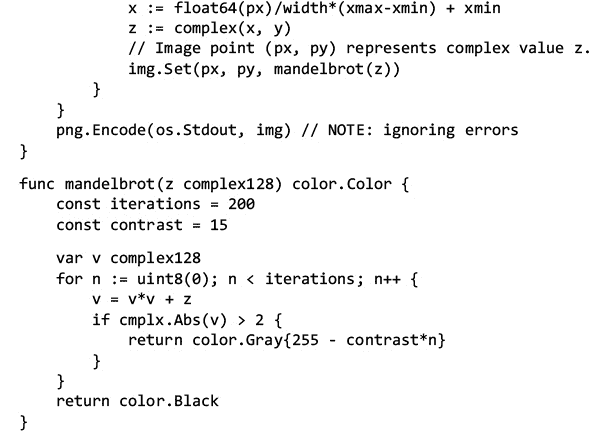 x := float64(px)/width*(xmax-xmin) + xmin
            z := complex(x, y)
            // Image point (px, py) represents complex value z.
            img.Set(px, py, mandelbrot(z))
        }
    }
    png.Encode(os.Stdout, img) // NOTE: ignoring errors
}
func mandelbrot(z complex128) color.Color {
    const iterations = 200
    const contrast = 15
    var v complex128
    for n := uint8(0); n < iterations; n++ {
        v = v*v + z
        if cmplx.Abs(v) > 2 {
            return color.Gray{255 - contrast*n}
        }
    }
    return color.Black
}